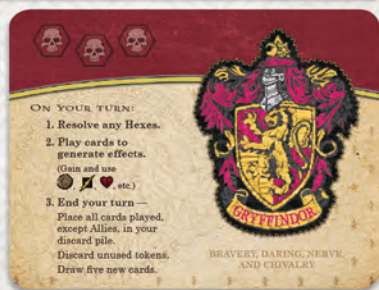 ON YOUR TURN:
1. Resolve any Hexes.
2. Play cards to
generate effects.
(Gain and use
, etc.)
3. End your turn —
Place all cards played,
except Allies, in your
discard pile.
Discard unused tokens.
Draw five new cards.
GRYFFINDOR
BRAVERY, DARING, NERVE,
AND CHIVALRY